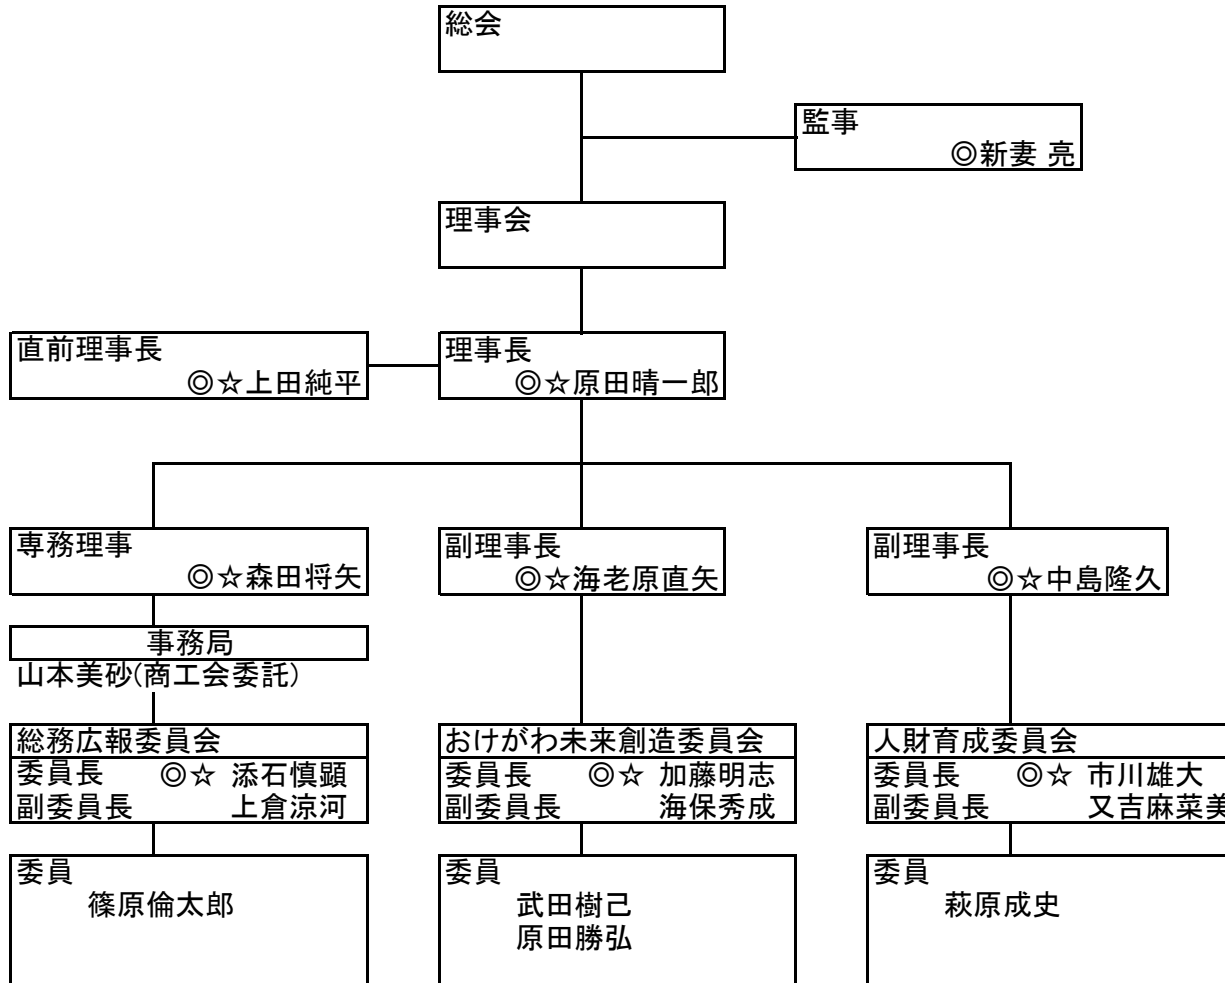 総会
監事
◎新妻 亮
理事会
直前理事長
◎☆上田純平
理事長
◎☆原田晴一郎
専務理事
◎☆森田将矢
副理事長
◎☆海老原直矢
副理事長
◎☆中島隆久
事務局
山本美砂(商工会委託)
総務広報委員会
委員長 ◎☆ 添石慎顕
副委員長 上倉涼河
おけがわ未来創造委員会
委員長 ◎☆ 加藤明志
副委員長 海保秀成
人財育成委員会
委員長 ◎☆ 市川雄大
副委員長 又吉麻菜美
委員
篠原倫太郎
委員
武田樹己
原田勝弘
委員
萩原成史